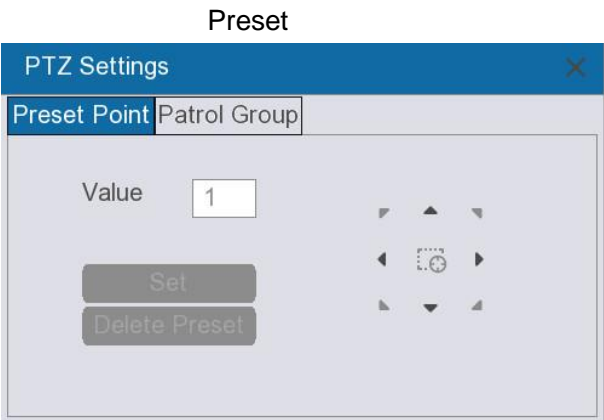 Preset
PTZ Settings
Preset Point Patrol Group
Value 1
Set
Delete Preset